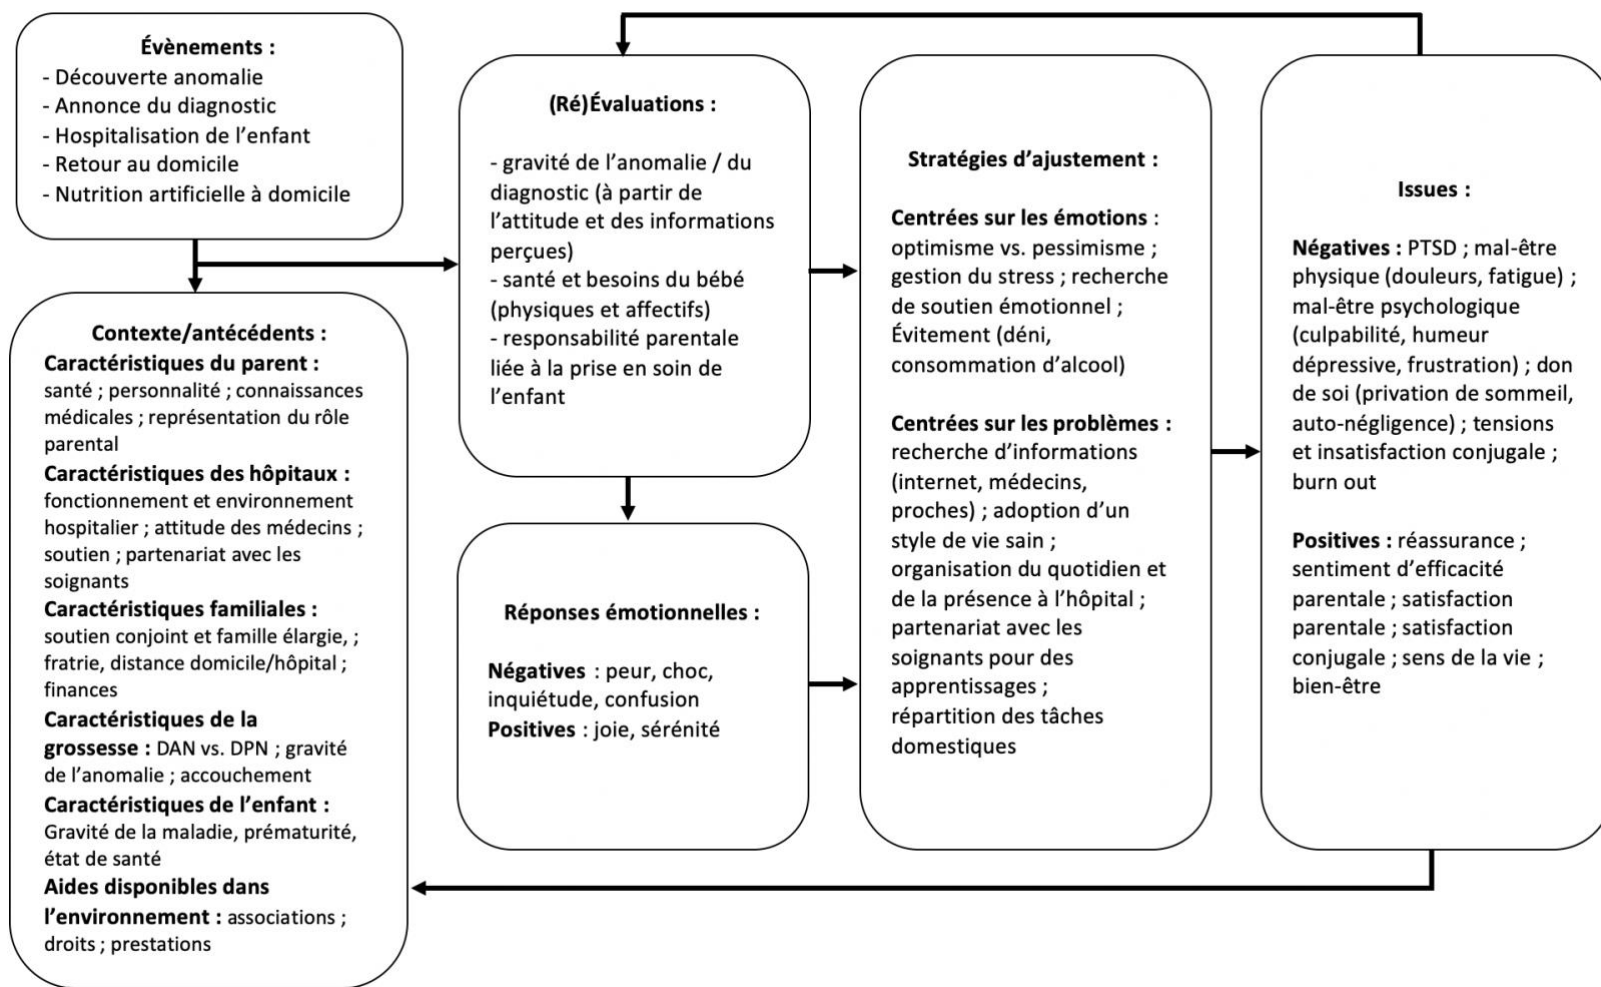 Évènements :
- Découverte anomalie
- Annonce du diagnostic
- Hospitalisation de l’enfant
- Retour au domicile
- Nutrition artificielle à domicile
Contexte/antécédents :
Caractéristiques du parent :
santé ; personnalité ; connaissances
médicales ; représentation du rôle
parental
Caractéristiques des hôpitaux :
fonctionnement et environnement
hospitalier ; attitude des médecins ;
soutien ; partenariat avec les
soignants
Caractéristiques familiales :
soutien conjoint et famille élargie, ;
fratrie, distance domicile/hôpital ;
finances
Caractéristiques de la
grossesse : DAN vs. DPN ; gravité
de l’anomalie ; accouchement
Caractéristiques de l’enfant :
Gravité de la maladie, prématurité,
état de santé
Aides disponibles dans
l’environnement : associations ;
droits ; prestations
(Ré)Évaluations :
- gravité de l’anomalie / du
diagnostic (à partir de
l’attitude et des informations
perçues)
- santé et besoins du bébé
(physiques et affectifs)
- responsabilité parentale
liée à la prise en soin de
l’enfant
Réponses émotionnelles :
Négatives : peur, choc,
inquiétude, confusion
Positives : joie, sérénité
Stratégies d’ajustement :
Centrées sur les émotions :
optimisme vs. pessimisme ;
gestion du stress ; recherche
de soutien émotionnel ;
Évitement (déni,
consommation d’alcool)
Centrées sur les problèmes :
recherche d’informations
(internet, médecins,
proches) ; adoption d’un
style de vie sain ;
organisation du quotidien et
de la présence à l’hôpital ;
partenariat avec les
soignants pour des
apprentissages ;
répartition des tâches
domestiques
Issues :
Négatives : PTSD ; mal-être
physique (douleurs, fatigue) ;
mal-être psychologique
(culpabilité, humeur
dépressive, frustration) ; don
de soi (privation de sommeil,
auto-négligence) ; tensions
et insatisfaction conjugale ;
burn out
Positives : réassurance ;
sentiment d’efficacité
parentale ; satisfaction
parentale ; satisfaction
conjugale ; sens de la vie ;
bien-être